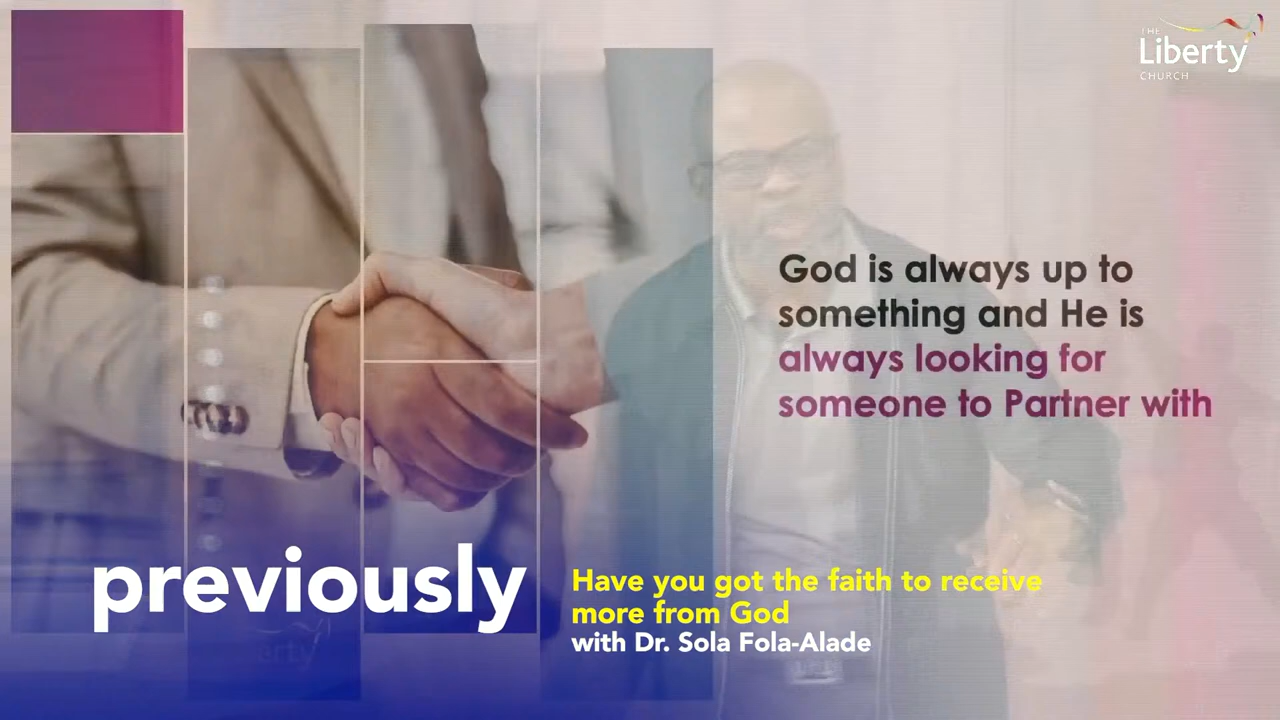 THE
Liberty
CHURCH
God is always up to
something and He is
always looking for
someone to Partner with
previously
Have you got the faith to receive
more from God
with Dr. Sola Fola-Alade